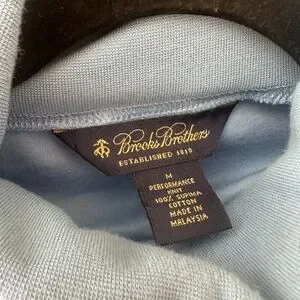 Brooks Brothers
ESTABLISHED 1818
M
PERFORMANCE
KNIT
100% SUPIMA
COTTON
MADE IN
MALAYSIA